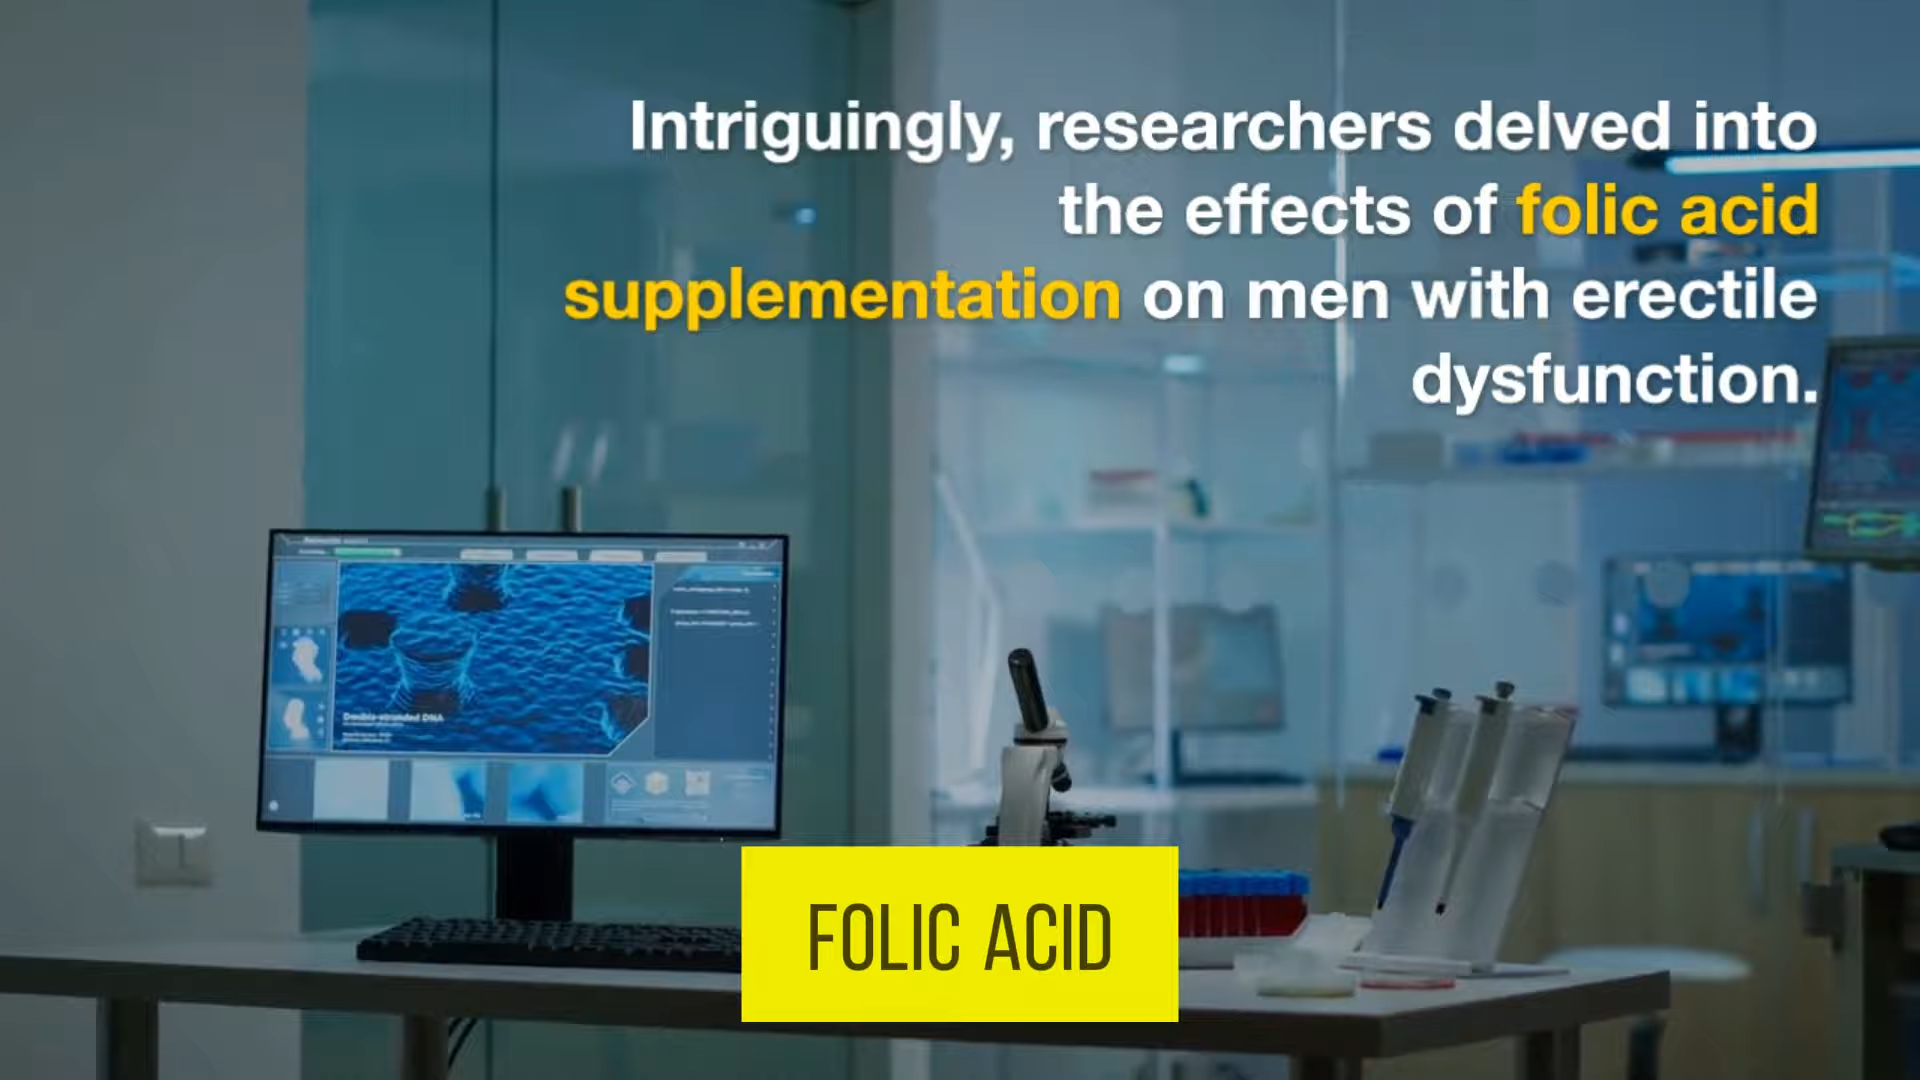 Intriguingly, researchers delved into
the effects of folic acid
supplementation on men with erectile
dysfunction.
Double-stranded DNA
FOLIC ACID